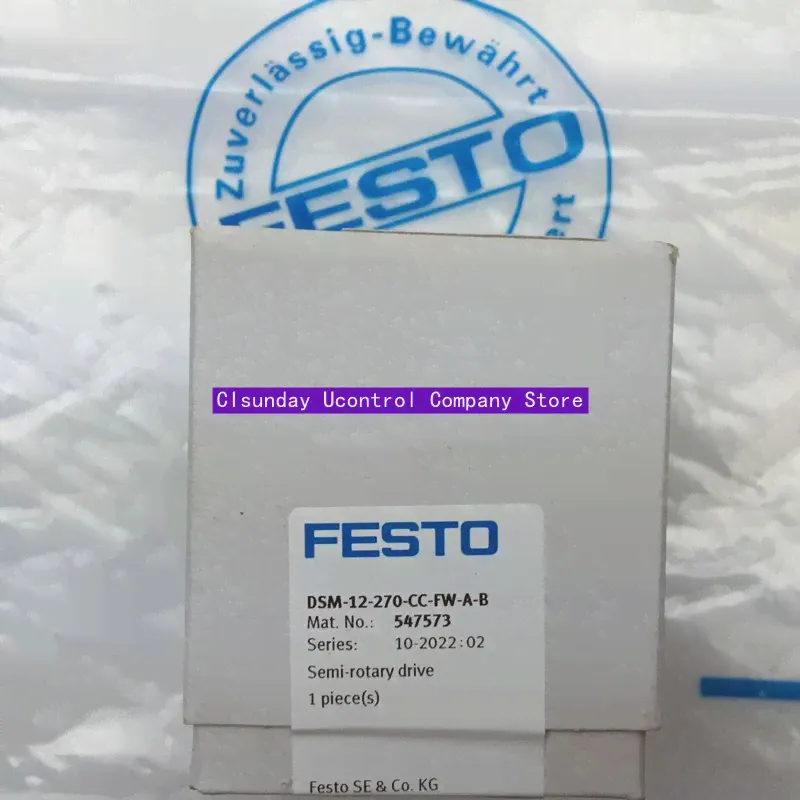 Zuverlässig-Bewährt
FESTO
Clsunday Ucontrol Company Store
FESTO
DSM-12-270-CC-FW-A-B
Mat. No.: 547573
Series: 10-2022:02
Semi-rotary drive
1 piece(s)
Festo SE & Co. KG